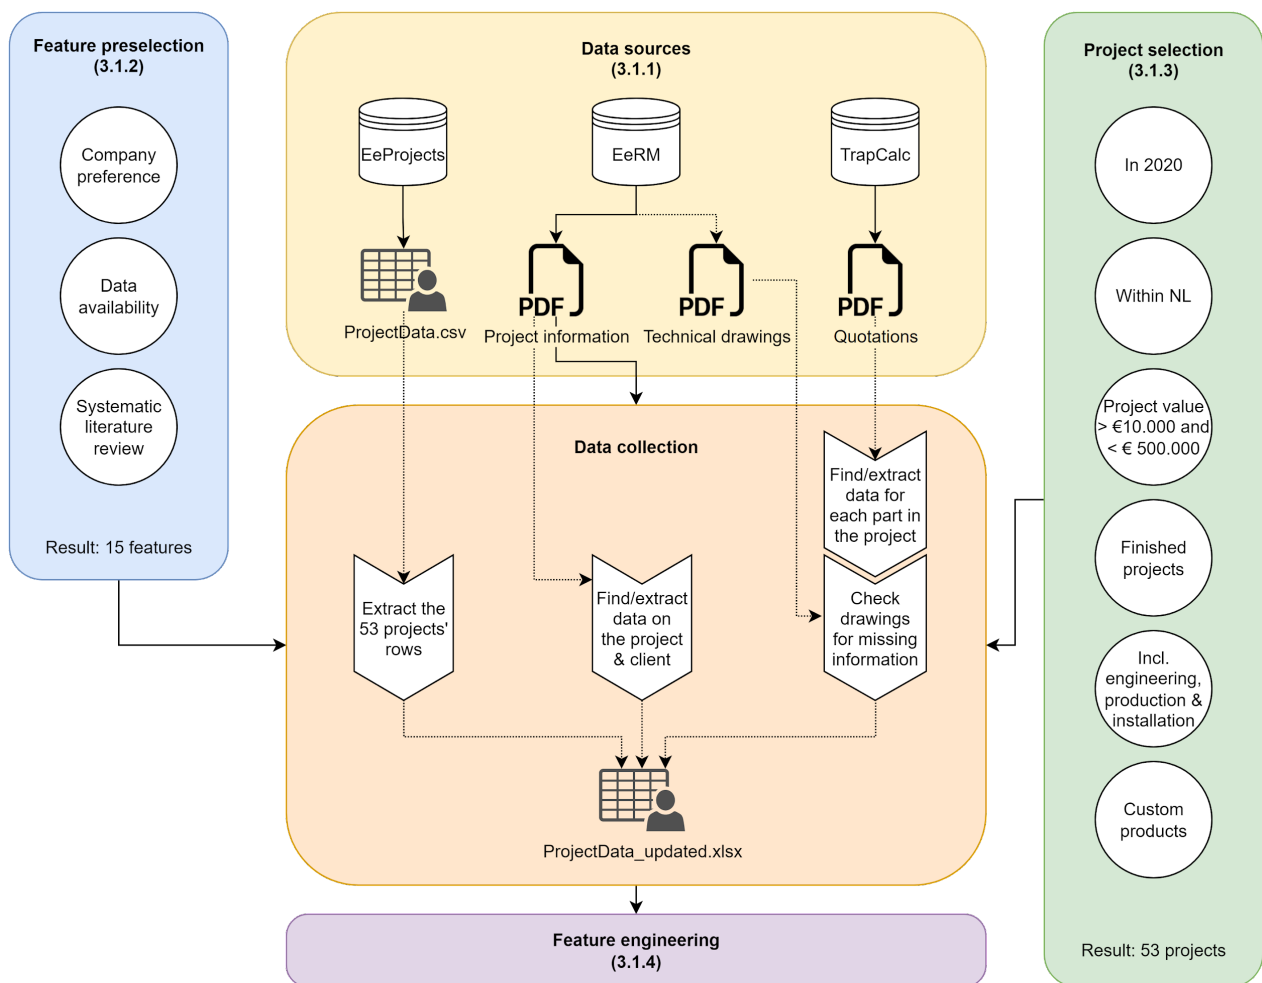 Feature preselection
(3.1.2)
Company
preference
Data
availability
Systematic
literature
review
Result: 15 features
Data sources
(3.1.1)
EeProjects
EeRM
TrapCalc
PDF
PDF
PDF
ProjectData.csv
Project information
Technical drawings
Quotations
Data collection
Extract the
53 projects'
rows
Find/extract
data on
the project
& client
Find/extract
data for
each part in
the project
Check
drawings
for missing
information
ProjectData_updated.xlsx
Feature engineering
(3.1.4)
Project selection
(3.1.3)
In 2020
Within NL
Project value
> €10.000 and
< € 500.000
Finished
projects
Incl.
engineering,
production &
installation
Custom
products
Result: 53 projects